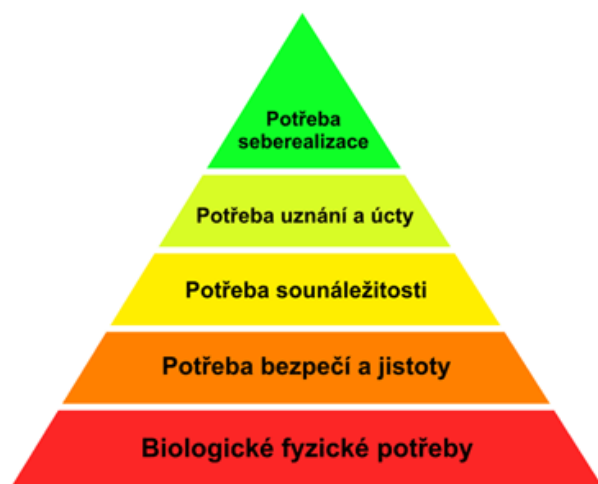 Potřeba
seberealizace
Potřeba uznání a úcty
Potřeba sounáležitosti
Potřeba bezpečí a jistoty
Biologické fyzické potřeby